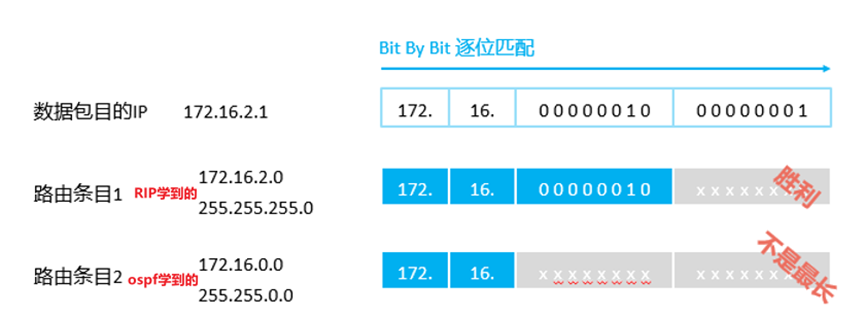 Bit By Bit 逐位匹配
数据包目的IP 172.16.2.1 172. 16. 0 0 0 0 0 0 1 0 0 0 0 0 0 0 0 1
172.16.2.0
路由条目1 RIP学到的 172. 16. 0 0 0 0 0 0 1 0 x x x x x x 胜利
255.255.255.0
172.16.0.0
路由条目2 ospf学到的 172. 16. x x x x x x x x x x x x x x 不是最长
255.255.0.0